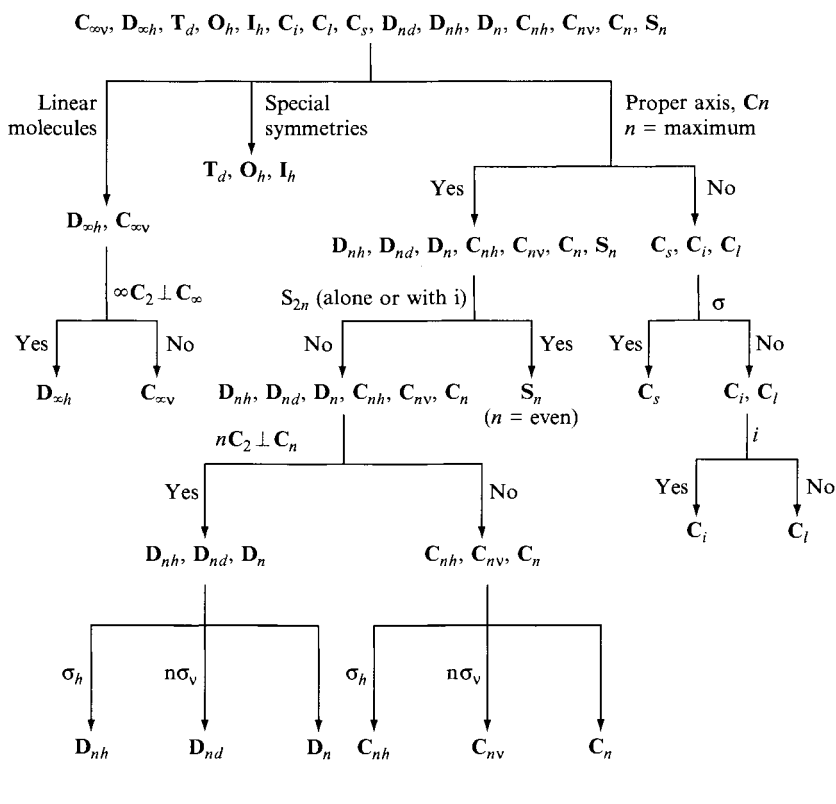 C∞v, D∞h, Td, Oh, Ih, Ci, Cl, Cs, Dnd, Dnh, Dn, Cnh, Cnv, Cn, Sn
Linear
molecules
Special
symmetries
Proper axis, Cn
n = maximum
Td, Oh, Ih
Yes
No
D∞h, C∞v
Dnh, Dnd, Dn, Cnh, Cnv, Cn, Sn
Cs, Ci, Cl
∞C2 ⊥ C∞
S2n (alone or with i)
σ
Yes
No
No
Yes
Yes
No
D∞h
C∞v
Dnh, Dnd, Dn, Cnh, Cnv, Cn
Sn
(n = even)
Cs
Ci, Cl
nC2 ⊥ Cn
i
Yes
No
Yes
No
Ci
Cl
Dnh, Dnd, Dn
Cnh, Cnv, Cn
σh
nσv
σh
nσv
Dnh
Dnd
Dn
Cnh
Cnv
Cn